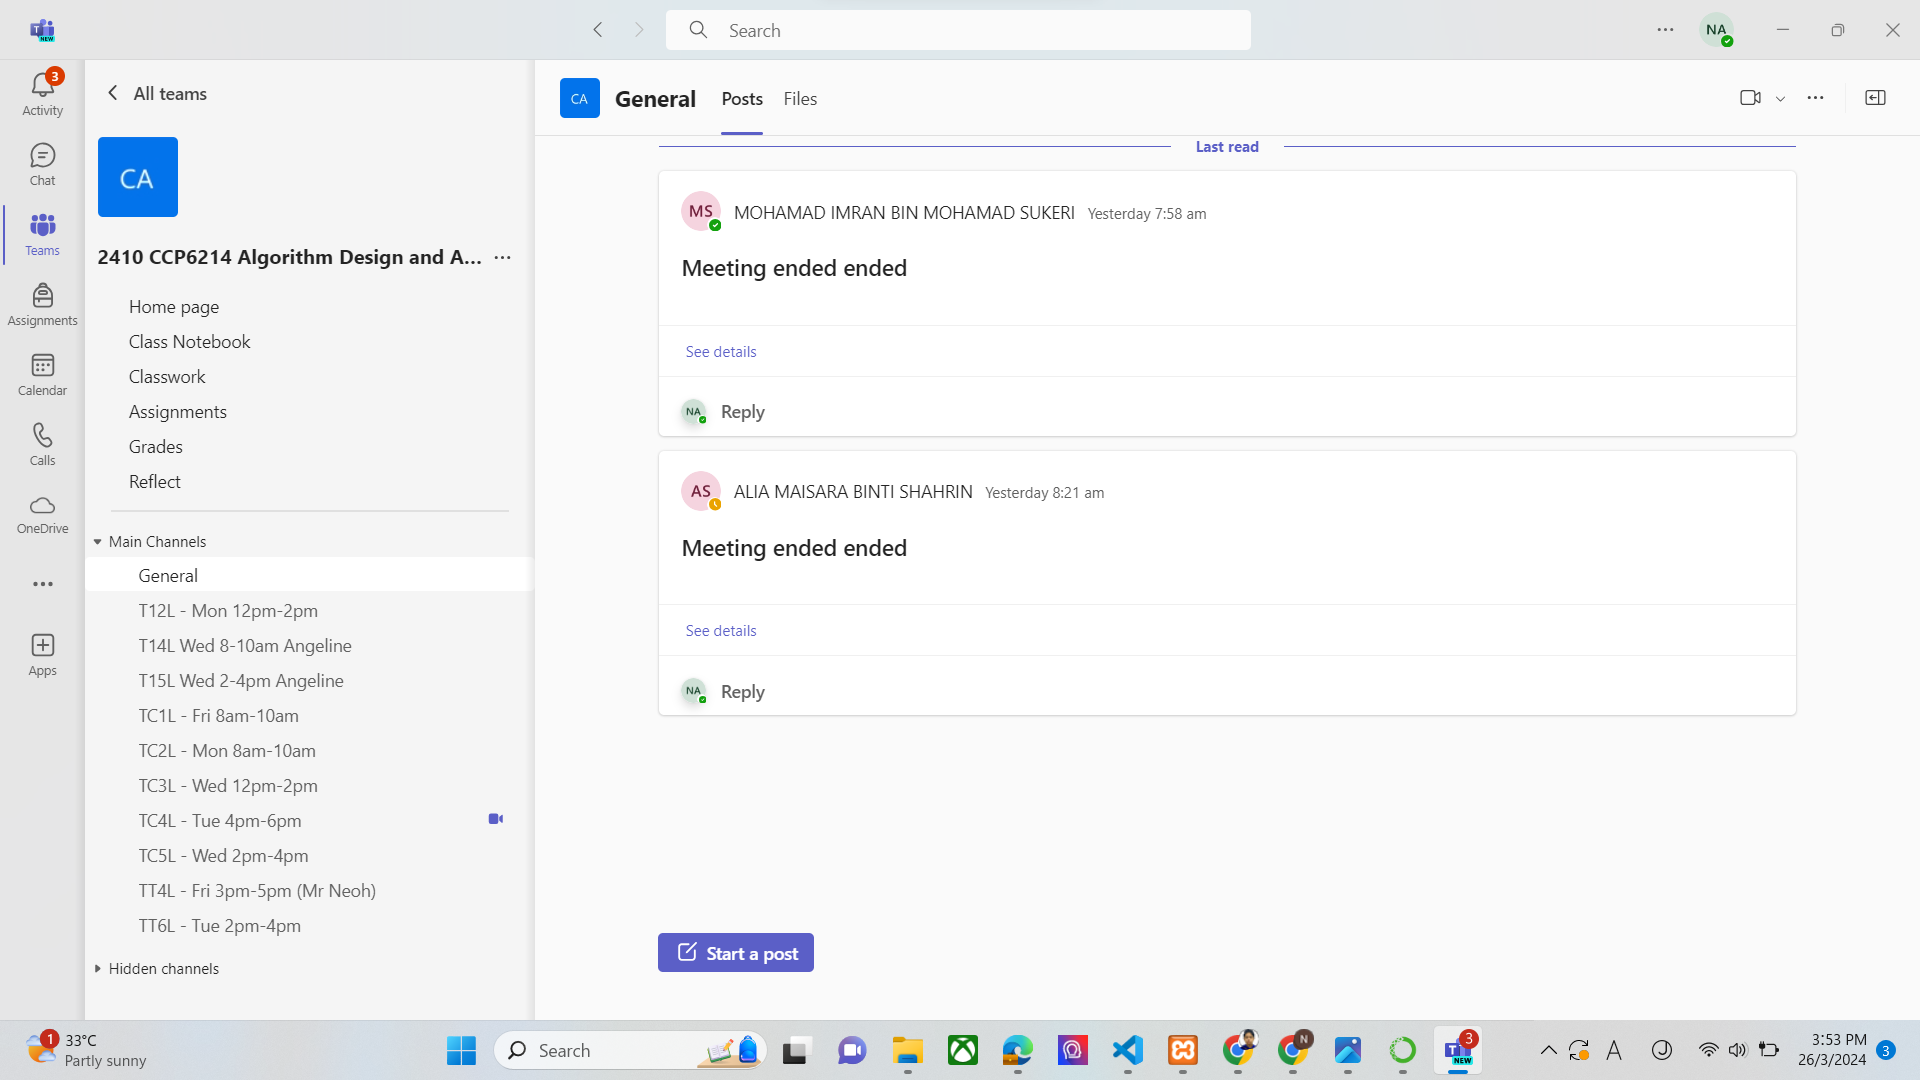 T
NEW
Search
NA
3
Activity
Chat
Teams
Assignments
Calendar
Calls
OneDrive
Apps
All teams
CA
2410 CCP6214 Algorithm Design and A...
Home page
Class Notebook
Classwork
Assignments
Grades
Reflect
Main Channels
General
T12L - Mon 12pm-2pm
T14L Wed 8-10am Angeline
T15L Wed 2-4pm Angeline
TC1L - Fri 8am-10am
TC2L - Mon 8am-10am
TC3L - Wed 12pm-2pm
TC4L - Tue 4pm-6pm
TC5L - Wed 2pm-4pm
TT4L - Fri 3pm-5pm (Mr Neoh)
TT6L - Tue 2pm-4pm
Hidden channels
CA General Posts Files
Last read
MS MOHAMAD IMRAN BIN MOHAMAD SUKERI Yesterday 7:58 am
Meeting ended ended
See details
NA Reply
AS ALIA MAISARA BINTI SHAHRIN Yesterday 8:21 am
Meeting ended ended
See details
NA Reply
Start a post
1 33°C
Partly sunny
Search
N
T 3
NEW
A
J
3:53 PM
26/3/2024
3